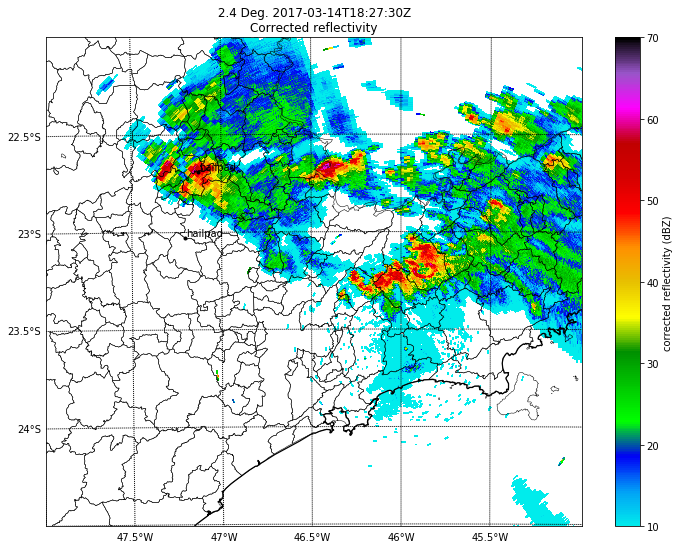 2.4 Deg. 2017-03-14T18:27:30Z
Corrected reflectivity
70
60
50
40
30
20
10
corrected reflectivity (dBZ)
22.5°S
23°S
23.5°S
24°S
hailpad
hailpad
47.5°W
47°W
46.5°W
46°W
45.5°W